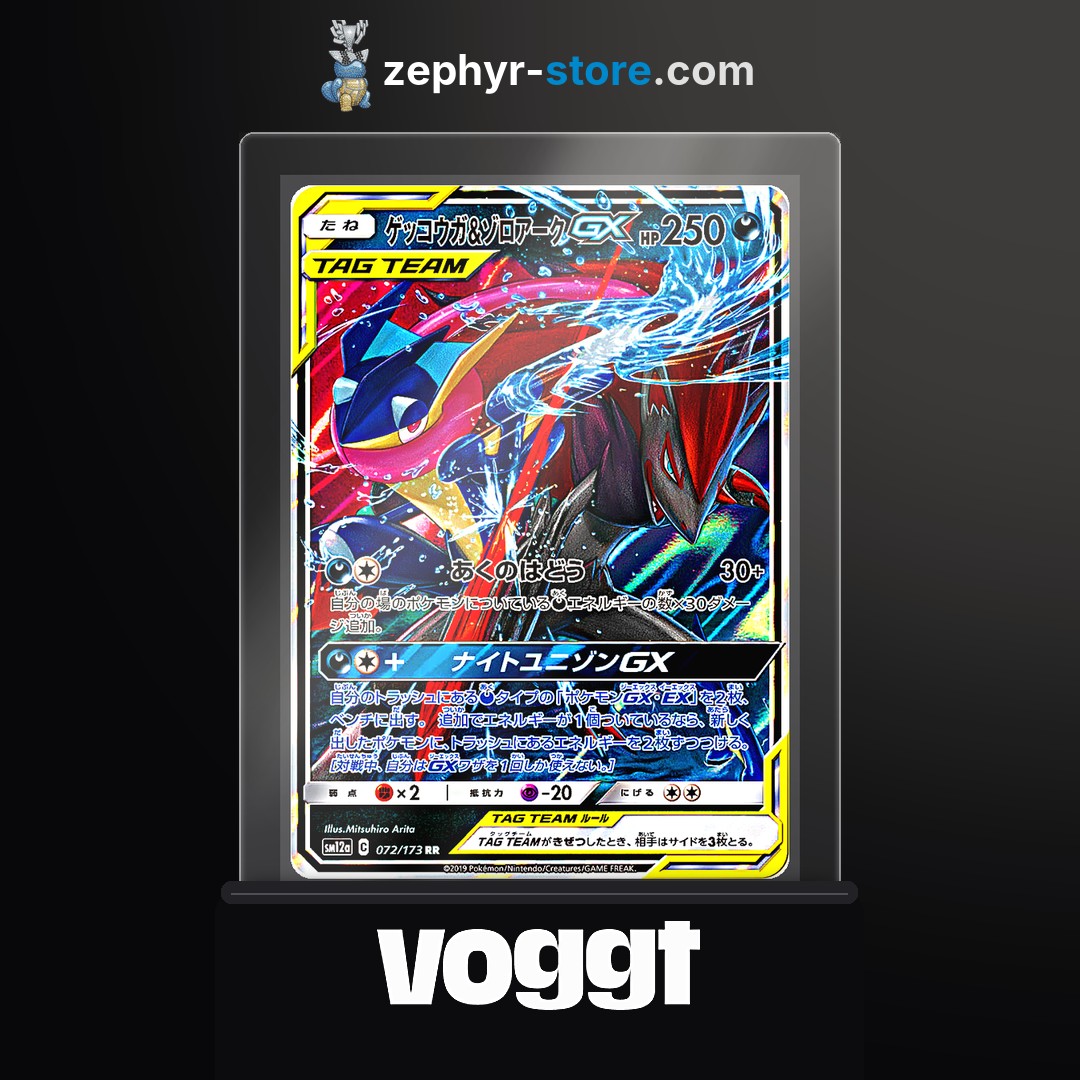 zephyr-store.com
たね
ゲッコウガ&ゾロアークGX HP250
TAG TEAM
あくのはどう 30+
自分の場のポケモンについているエネルギーの数×30ダメー
ジ追加。
+ ナイトユニゾンGX
自分のトラッシュにあるタイプの「ポケモンGX・EX」を2枚、
ベンチに出す。追加でエネルギーが1個ついているなら、新しく
出したポケモンに、トラッシュにあるエネルギーを2枚ずつつける。
[対戦中、自分はGXワザを1回しか使えない。]
弱点 ×2 抵抗力 -20 にげる
TAG TEAM ルール
TAG TEAMがきぜつしたとき、相手はサイドを3枚とる。
Illus.Mitsuhiro Arita
sm12a C 072/173 RR
©2019 Pokémon/Nintendo/Creatures/GAME FREAK.
voggt